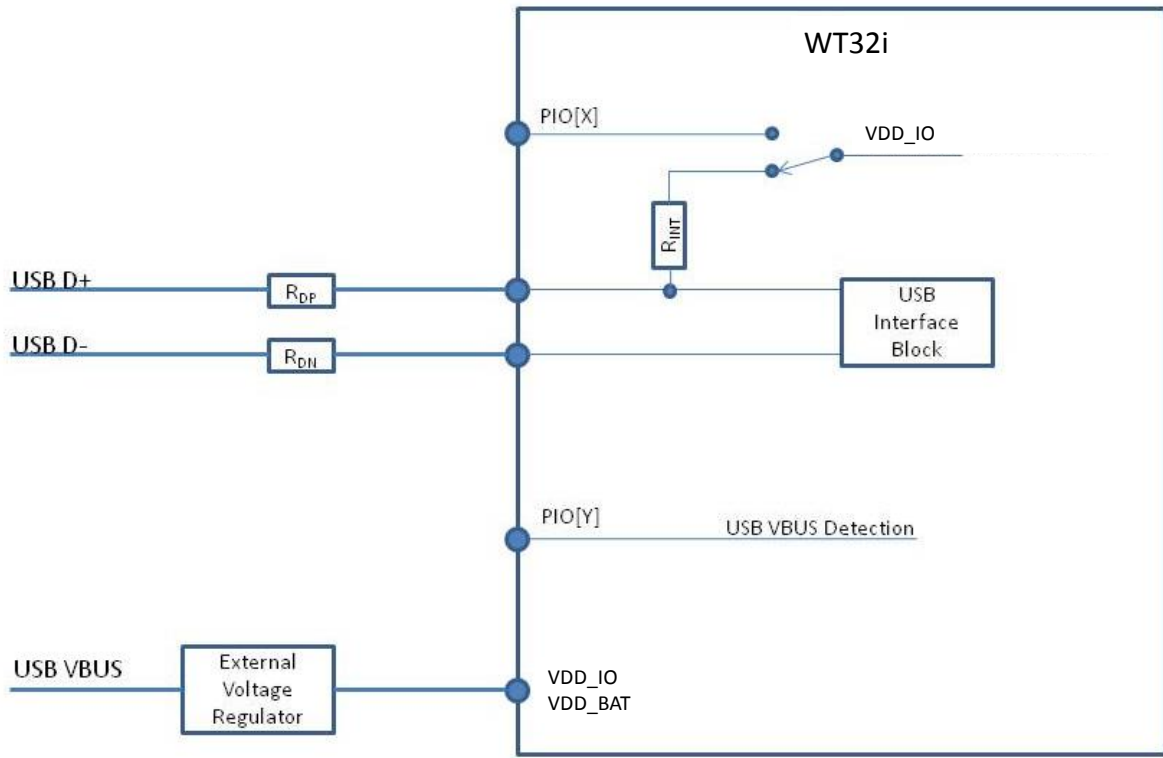 WT32i
PIO[X]
VDD_IO
RINT
USB D+
RDP
USB
Interface
Block
USB D-
RDN
PIO[Y]
USB VBUS Detection
USB VBUS
External
Voltage
Regulator
VDD_IO
VDD_BAT